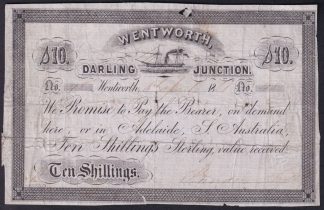 WENTWORTH,
£10. £10.
DARLING JUNCTION.
No. Wentworth, 18 No.
We Promise to Pay the Bearer, on demand
here, or in Adelaide, S. Australia,
Ten Shillings Sterling, value received.
Ten Shillings.